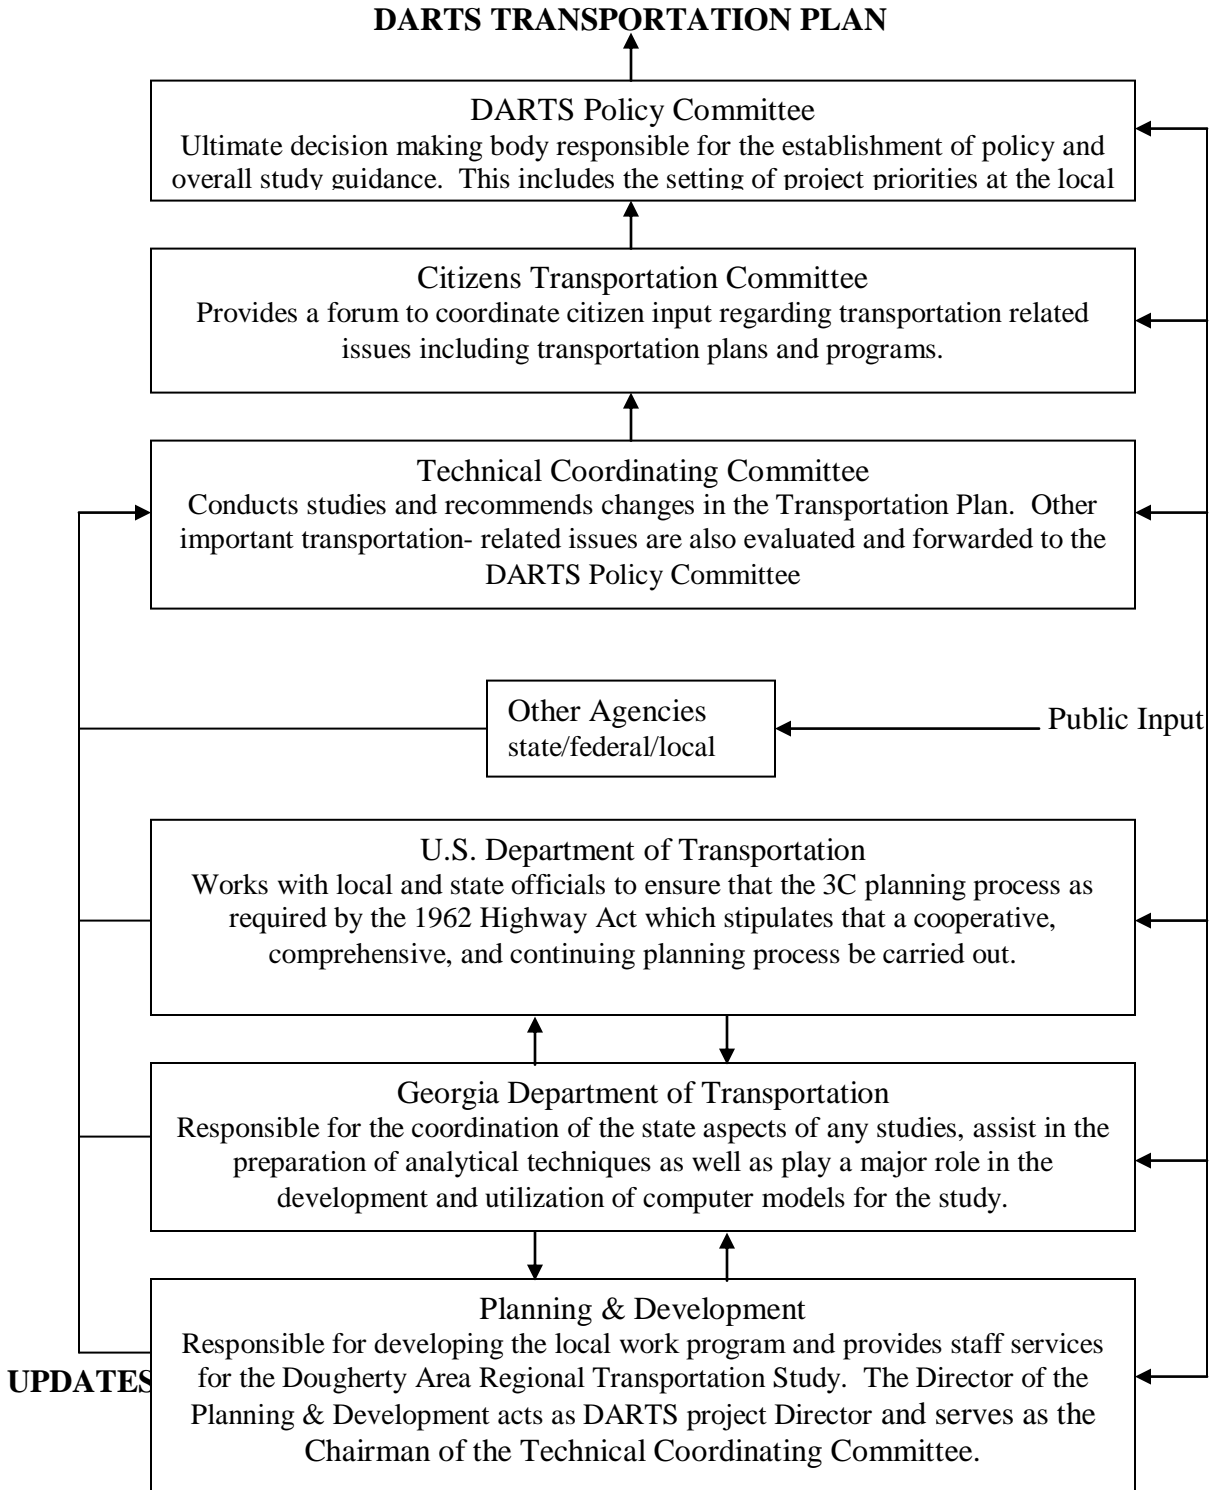 DARTS TRANSPORTATION PLAN
DARTS Policy Committee
Ultimate decision making body responsible for the establishment of policy and
overall study guidance.  This includes the setting of project priorities at the local
Citizens Transportation Committee
Provides a forum to coordinate citizen input regarding transportation related
issues including transportation plans and programs.
Technical Coordinating Committee
Conducts studies and recommends changes in the Transportation Plan.  Other
important transportation- related issues are also evaluated and forwarded to the
DARTS Policy Committee
Other Agencies
state/federal/local
Public Input
U.S. Department of Transportation
Works with local and state officials to ensure that the 3C planning process as
required by the 1962 Highway Act which stipulates that a cooperative,
comprehensive, and continuing planning process be carried out.
Georgia Department of Transportation
Responsible for the coordination of the state aspects of any studies, assist in the
preparation of analytical techniques as well as play a major role in the
development and utilization of computer models for the study.
Planning & Development
Responsible for developing the local work program and provides staff services
for the Dougherty Area Regional Transportation Study.  The Director of the
Planning & Development acts as DARTS project Director and serves as the
Chairman of the Technical Coordinating Committee.
UPDATES